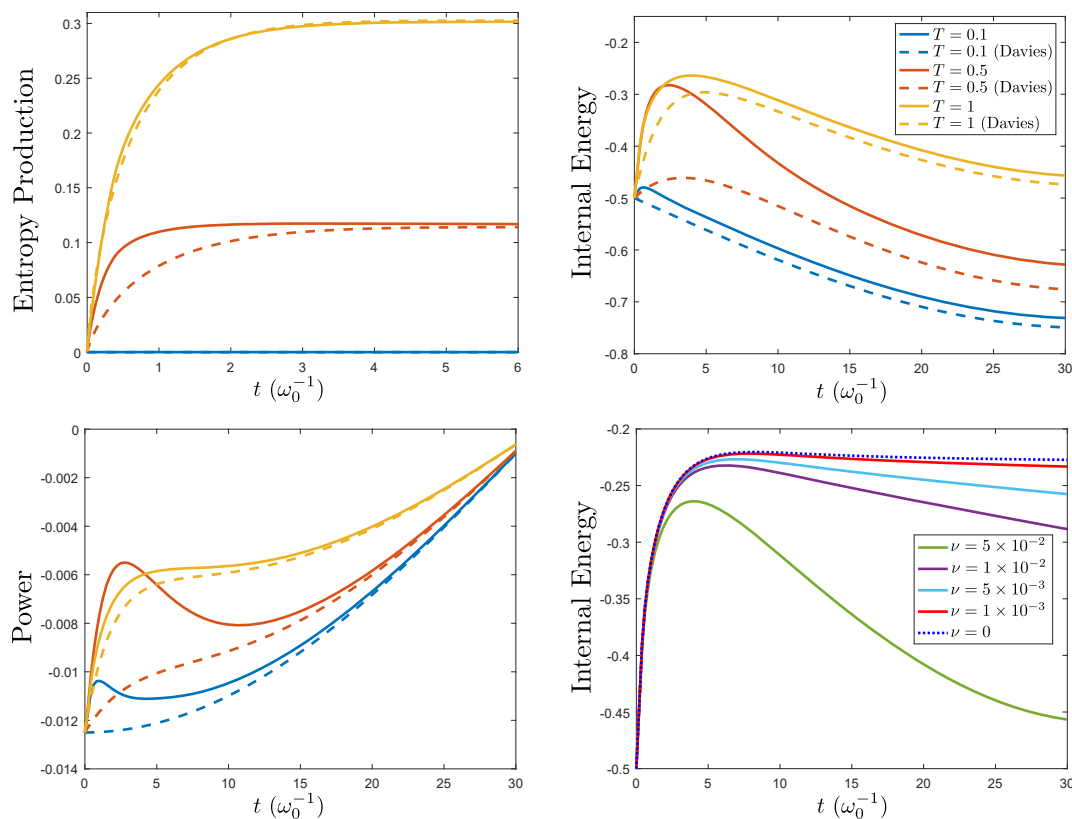 Entropy Production
0.3
0.25
0.2
0.15
0.1
0.05
0
0 1 2 3 4 5 6
t (ω₀⁻¹)
Internal Energy
-0.2
-0.3
-0.4
-0.5
-0.6
-0.7
-0.8
0 5 10 15 20 25 30
t (ω₀⁻¹)
T = 0.1
T = 0.1 (Davies)
T = 0.5
T = 0.5 (Davies)
T = 1
T = 1 (Davies)
Power
0
-0.002
-0.004
-0.006
-0.008
-0.01
-0.012
-0.014
0 5 10 15 20 25 30
t (ω₀⁻¹)
Internal Energy
-0.2
-0.25
-0.3
-0.35
-0.4
-0.45
-0.5
0 5 10 15 20 25 30
t (ω₀⁻¹)
ν = 5 × 10⁻²
ν = 1 × 10⁻²
ν = 5 × 10⁻³
ν = 1 × 10⁻³
ν = 0